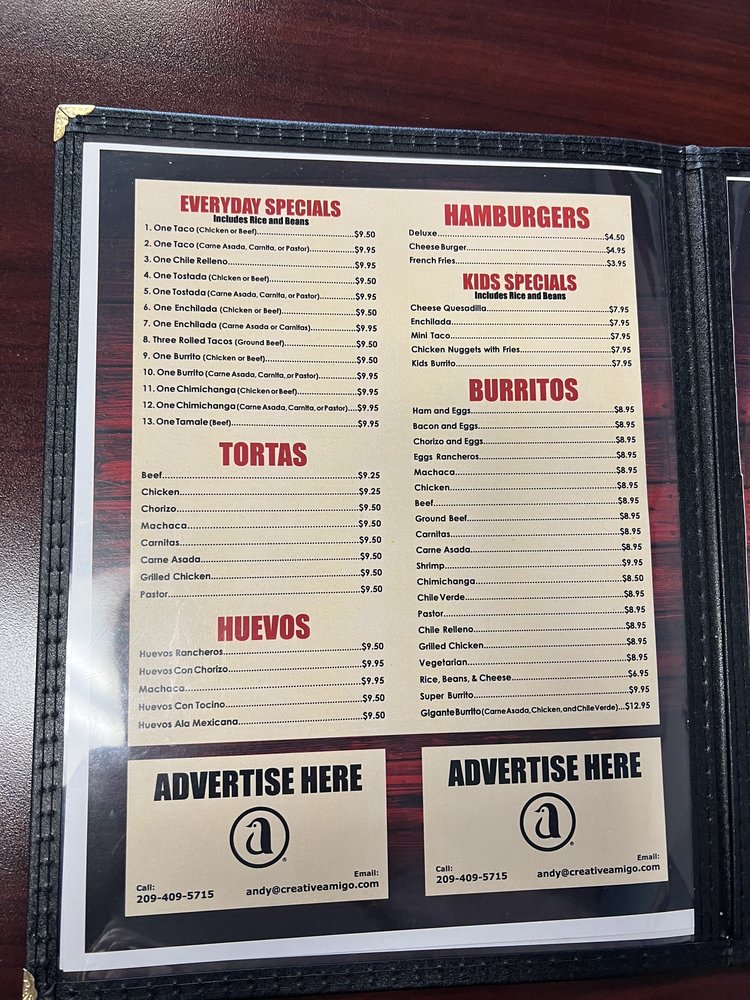 EVERYDAY SPECIALS
Includes Rice and Beans
1. One Taco (Chicken or Beef)....$9.50
2. One Taco (Carne Asada, Carnita, or Pastor)....$9.95
3. One Chile Relleno....$9.95
4. One Tostada (Chicken or Beef)....$9.50
5. One Tostada (Carne Asada, Carnita, or Pastor)....$9.95
6. One Enchilada (Chicken or Beef)....$9.50
7. One Enchilada (Carne Asada or Carnitas)....$9.95
8. Three Rolled Tacos (Ground Beef)....$9.50
9. One Burrito (Chicken or Beef)....$9.50
10. One Burrito (Carne Asada, Carnita, or Pastor)....$9.95
11. One Chimichanga (Chicken or Beef)....$9.95
12. One Chimichanga (Carne Asada, Carnita, or Pastor)....$9.95
13. One Tamale (Beef)....$9.95
TORTAS
Beef....$9.25
Chicken....$9.25
Chorizo....$9.50
Machaca....$9.50
Carnitas....$9.50
Carne Asada....$9.50
Grilled Chicken....$9.50
Pastor....$9.50
HUEVOS
Huevos Rancheros....$9.50
Huevos Con Chorizo....$9.95
Machaca....$9.95
Huevos Con Tocino....$9.50
Huevos Ala Mexicana....$9.50
HAMBURGERS
Deluxe....$4.50
Cheese Burger....$4.95
French Fries....$3.95
KIDS SPECIALS
Includes Rice and Beans
Cheese Quesadilla....$7.95
Enchilada....$7.95
Mini Taco....$7.95
Chicken Nuggets with Fries....$7.95
Kids Burrito....$7.95
BURRITOS
Ham and Eggs....$8.95
Bacon and Eggs....$8.95
Chorizo and Eggs....$8.95
Eggs Rancheros....$8.95
Machaca....$8.95
Chicken....$8.95
Beef....$8.95
Ground Beef....$8.95
Carnitas....$8.95
Carne Asada....$8.95
Shrimp....$9.95
Chimichanga....$8.50
Chile Verde....$8.95
Pastor....$8.95
Chile Relleno....$8.95
Grilled Chicken....$8.95
Vegetarian....$8.95
Rice, Beans, & Cheese....$6.95
Super Burrito....$9.95
Gigante Burrito (Carne Asada, Chicken, and Chile Verde)....$12.95
ADVERTISE HERE
a
®
Call:
209-409-5715
Email:
andy@creativeamigo.com
ADVERTISE HERE
a
®
Call:
209-409-5715
Email:
andy@creativeamigo.com